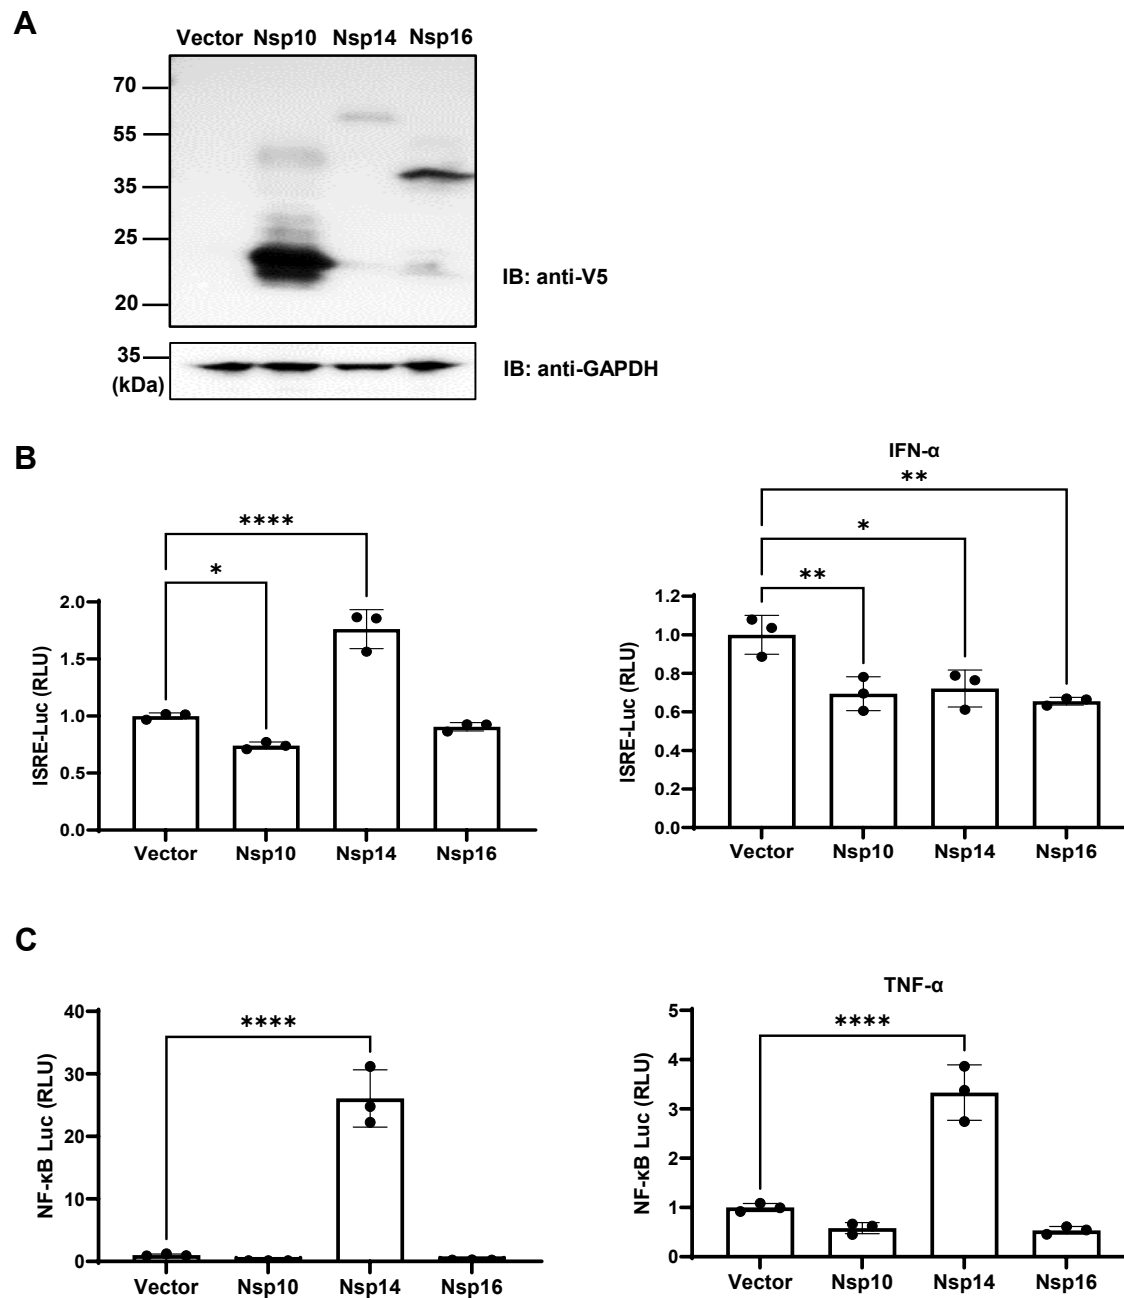 A
Vector Nsp10 Nsp14 Nsp16
70
55
35
25
20
IB: anti-V5
35
(kDa)
IB: anti-GAPDH
B
ISRE-Luc (RLU)
2.0
1.5
1.0
0.5
0.0
****
*
Vector Nsp10 Nsp14 Nsp16
IFN-α
ISRE-Luc (RLU)
1.2
1.0
0.8
0.6
0.4
0.2
0.0
**
*
**
Vector Nsp10 Nsp14 Nsp16
C
NF-κB Luc (RLU)
40
30
20
10
0
****
Vector Nsp10 Nsp14 Nsp16
TNF-α
NF-κB Luc (RLU)
5
4
3
2
1
0
****
Vector Nsp10 Nsp14 Nsp16